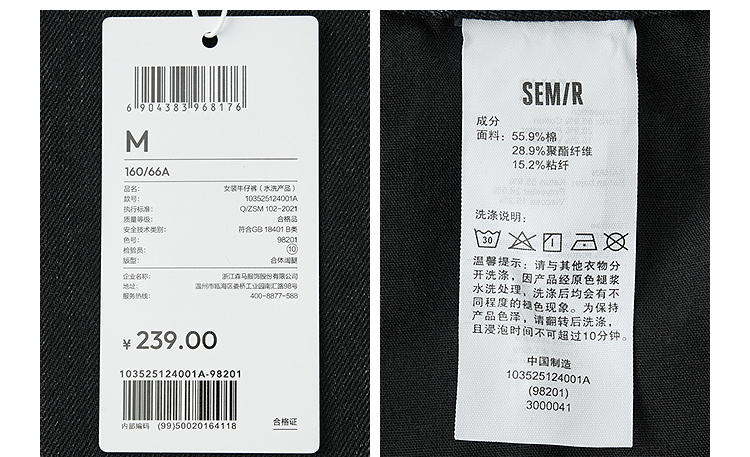 6 904383 968176
M
160/66A
品名: 女装牛仔裤（水洗产品）
款号: 103525124001A
执行标准: Q/ZSM 102-2021
质量等级: 合格品
安全技术类别: 符合GB 18401 B类
色号: 98201
检验员: 10
版型: 合体阔腿
企业名称: 浙江森马服饰股份有限公司
地址: 温州市瓯海区娄桥工业园南汇路98号
服务热线: 400-8877-588
¥ 239.00
103525124001A-98201
内部编码 (99)50020164118
合格证
SEM/R
成分
面料: 55.9%棉
28.9%聚酯纤维
15.2%粘纤
洗涤说明:
30
温馨提示: 请与其他衣物分
开洗涤, 因产品经原色褪浆
水洗处理, 洗涤后均会有不
同程度的褪色现象。为保持
产品色泽, 请翻转后洗涤,
且浸泡时间不可超过10分钟。
中国制造
103525124001A
(98201)
3000041